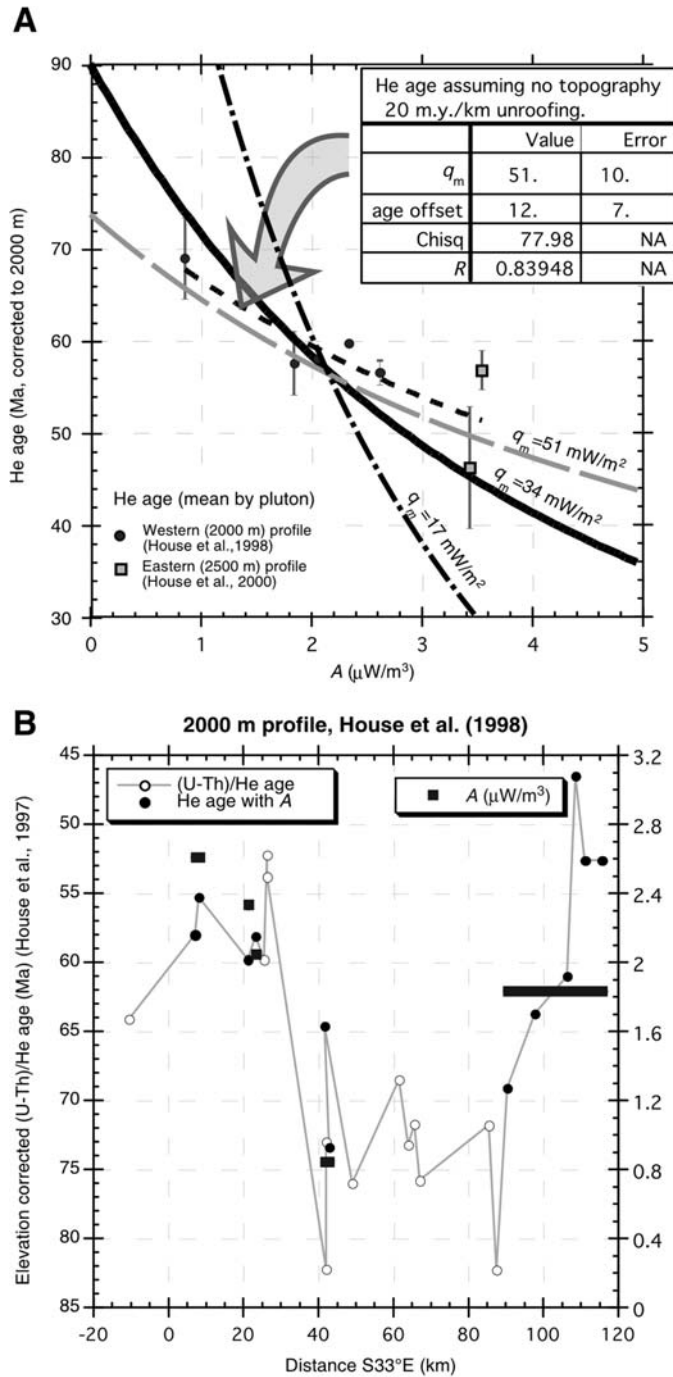 A
He age assuming no topography
20 m.y./km unroofing.
Value Error
qm 51. 10.
age offset 12. 7.
Chisq 77.98 NA
R 0.83948 NA
90
80
70
60
50
40
30
He age (Ma, corrected to 2000 m)
qm=51 mW/m2
qm=34 mW/m2
qm=17 mW/m2
He age (mean by pluton)
Western (2000 m) profile
(House et al.,1998)
Eastern (2500 m) profile
(House et al., 2000)
0 1 2 3 4 5
A (μW/m3)
B
2000 m profile, House et al. (1998)
(U-Th)/He age
He age with A
A (μW/m3)
45
50
55
60
65
70
75
80
85
Elevation corrected (U-Th)/He age (Ma) (House et al., 1997)
3.2
2.8
2.4
2
1.6
1.2
0.8
0.4
0
-20 0 20 40 60 80 100 120
Distance S33°E (km)